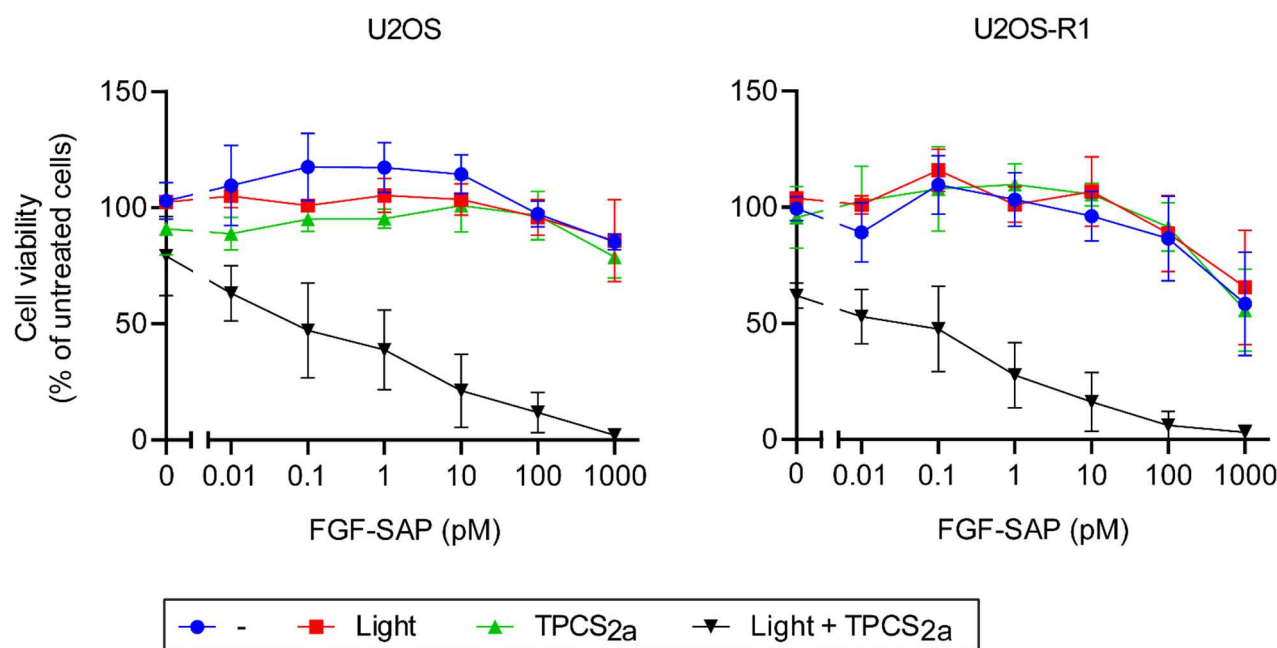 U2OS
U2OS-R1
Cell viability
(% of untreated cells)
150
100
50
0
0 0.01 0.1 1 10 100 1000
FGF-SAP (pM)
150
100
50
0
0 0.01 0.1 1 10 100 1000
FGF-SAP (pM)
- Light TPCS2a Light + TPCS2a